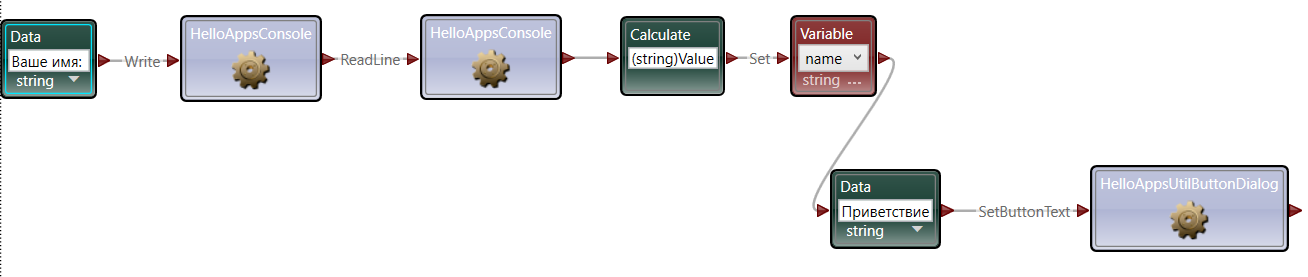 Data
Ваше имя:
string
Write
HelloAppsConsole
ReadLine
HelloAppsConsole
Calculate
(string)Value
Set
Variable
name
string ...
Data
Приветствие
string
SetButtonText
HelloAppsUtilButtonDialog